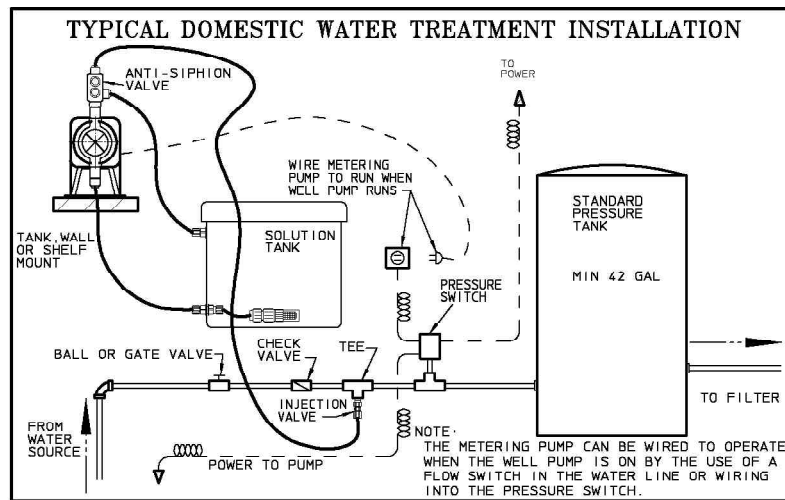 TYPICAL DOMESTIC WATER TREATMENT INSTALLATION
ANTI-SIPHION
VALVE
TO
POWER
WIRE METERING
PUMP TO RUN WHEN
WELL PUMP RUNS
STANDARD
PRESSURE
TANK
MIN 42 GAL
SOLUTION
TANK
TANK, WALL
OR SHELF
MOUNT
PRESSURE
SWITCH
BALL OR GATE VALVE
CHECK
VALVE
TEE
INJECTION
VALVE
TO FILTER
FROM
WATER
SOURCE
POWER TO PUMP
NOTE:
THE METERING PUMP CAN BE WIRED TO OPERATE
WHEN THE WELL PUMP IS ON BY THE USE OF A
FLOW SWITCH IN THE WATER LINE OR WIRING
INTO THE PRESSURE SWITCH.